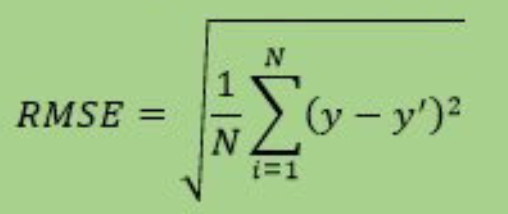 RMSE = √(1/N ∑_{i=1}^{N} (y − y′)²)